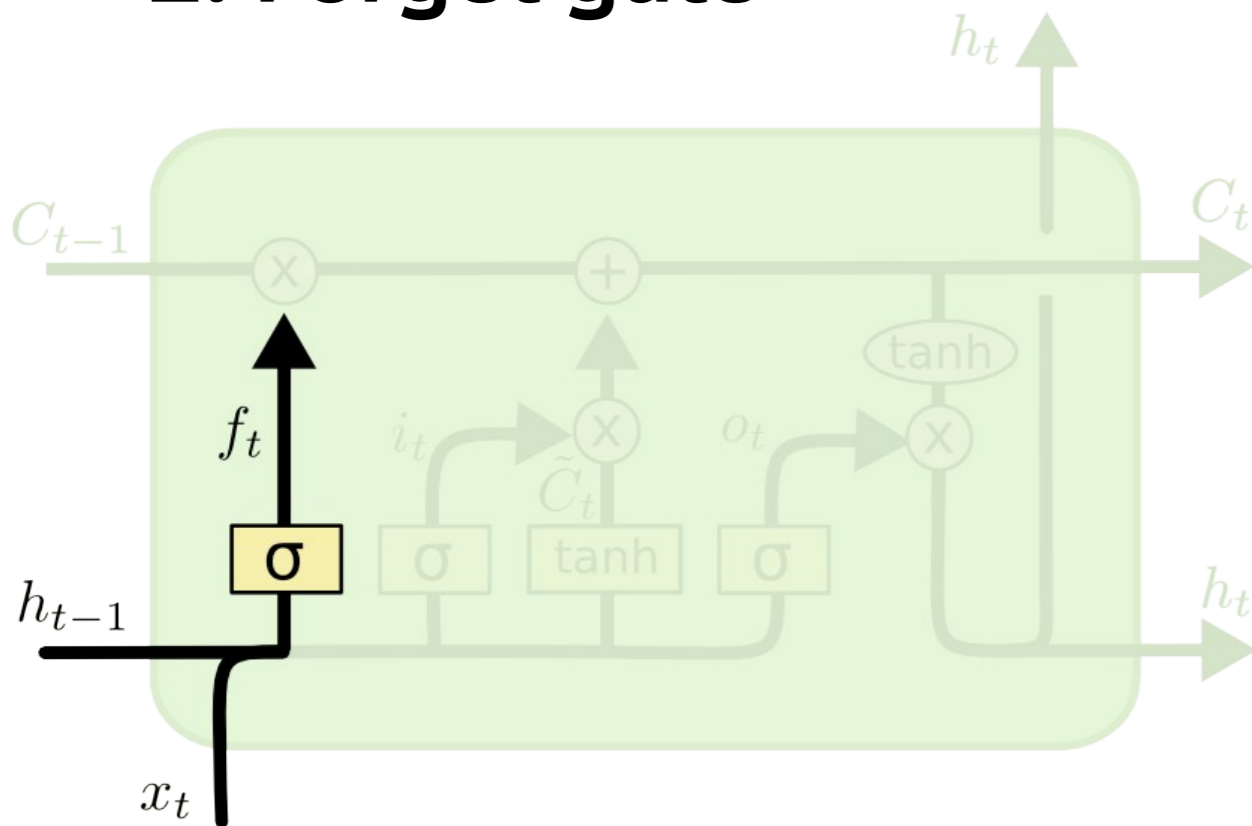 Forget gate
h_t
C_{t-1}
C_t
x
+
tanh
f_t
i_t
x
o_t
x
C̃_t
σ
σ
tanh
σ
h_{t-1}
h_t
x_t